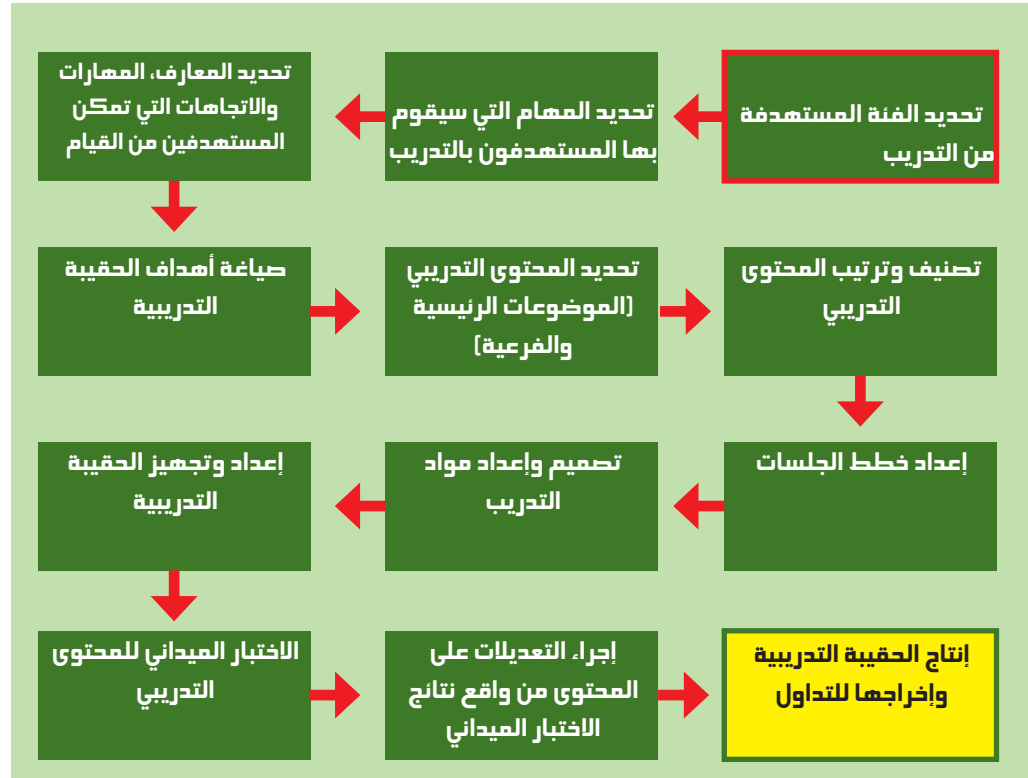 تحديد الفئة المستهدفة
من التدريب
تحديد المهام التي سيقوم
بها المستهدفون بالتدريب
تحديد المعارف، المهارات
والاتجاهات التي تمكن
المستهدفين من القيام
صياغة أهداف الحقيبة
التدريبية
تحديد المحتوى التدريبي
(الموضوعات الرئيسية
والفرعية)
تصنيف وترتيب المحتوى
التدريبي
إعداد خطط الجلسات
تصميم وإعداد مواد
التدريب
إعداد وتجهيز الحقيبة
التدريبية
الاختبار الميداني للمحتوى
التدريبي
إجراء التعديلات على
المحتوى من واقع نتائج
الاختبار الميداني
إنتاج الحقيبة التدريبية
وإخراجها للتداول